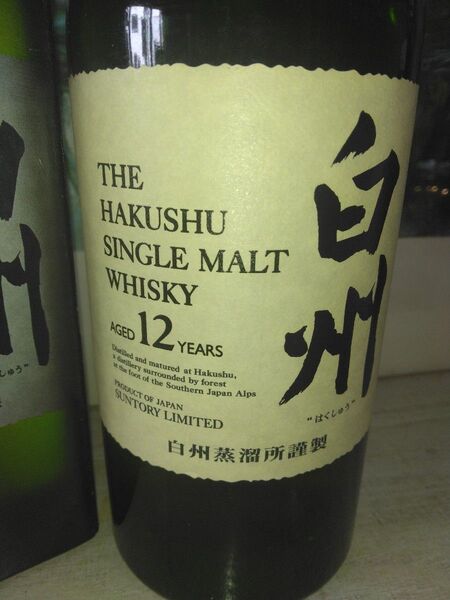 THE
HAKUSHU
SINGLE MALT
WHISKY
AGED 12 YEARS
Distilled and matured at Hakushu,
a distillery surrounded by forest
at the foot of the Southern Japan Alps
PRODUCT OF JAPAN
SUNTORY LIMITED
白州
"はくしゅう"
白州蒸溜所謹製
州